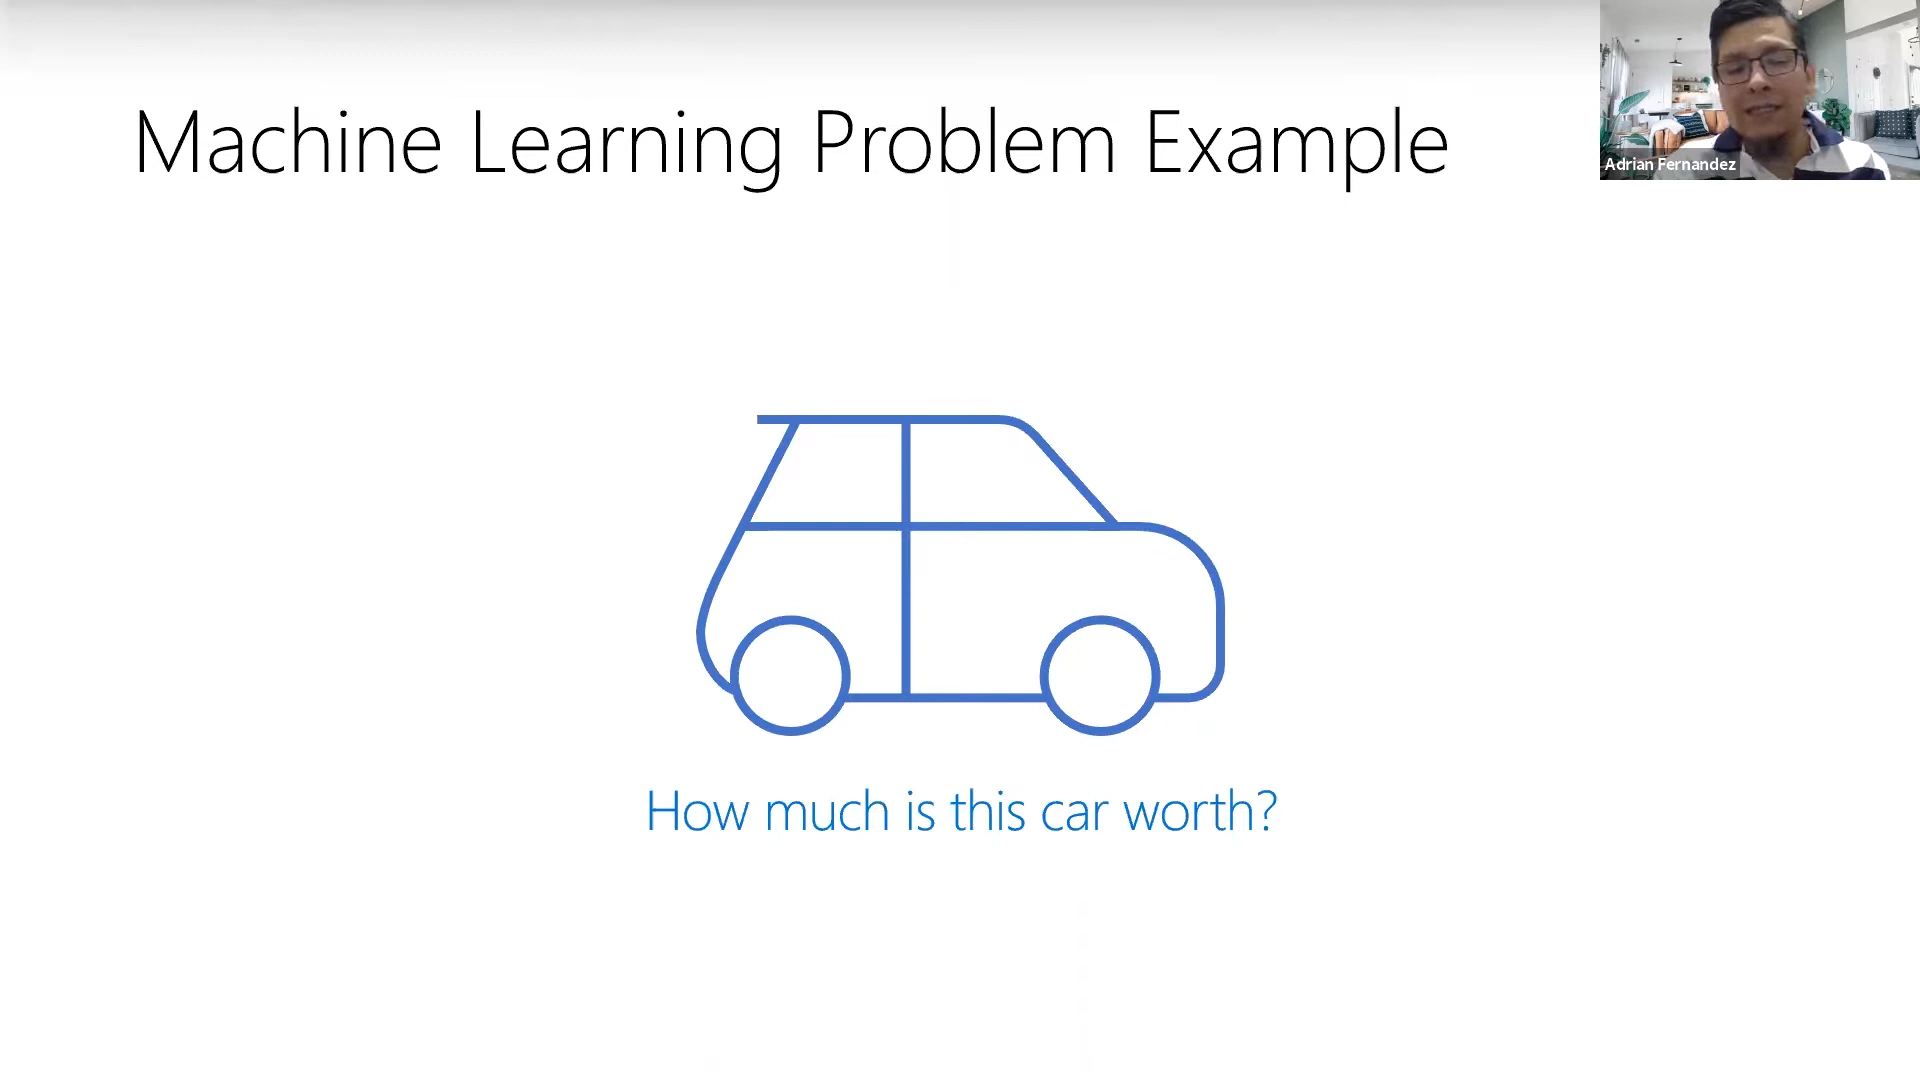 Machine Learning Problem Example
Adrian Fernandez
How much is this car worth?